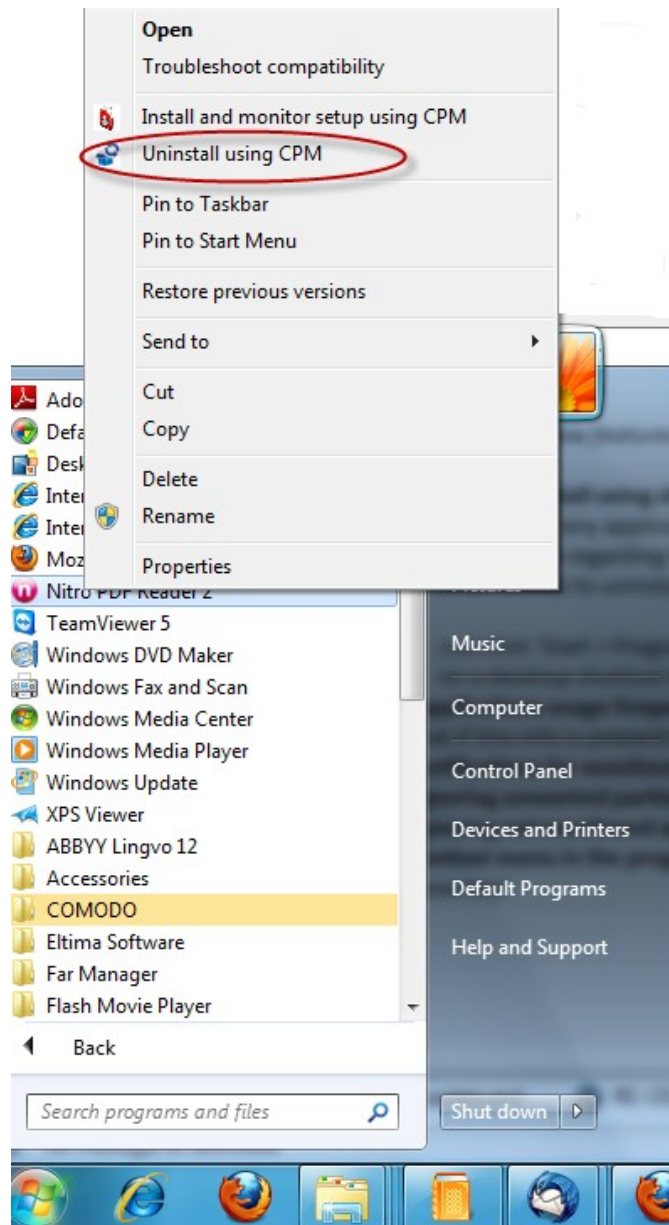 Open
Troubleshoot compatibility
Install and monitor setup using CPM
Uninstall using CPM
Pin to Taskbar
Pin to Start Menu
Restore previous versions
Send to
Cut
Copy
Delete
Rename
Properties
Ado
Defa
Desk
Inter
Inter
Moz
Nitro PDF Reader 2
TeamViewer 5
Windows DVD Maker
Windows Fax and Scan
Windows Media Center
Windows Media Player
Windows Update
XPS Viewer
ABBYY Lingvo 12
Accessories
COMODO
Eltima Software
Far Manager
Flash Movie Player
Back
Search programs and files
Pictures
Music
Computer
Control Panel
Devices and Printers
Default Programs
Help and Support
Shut down